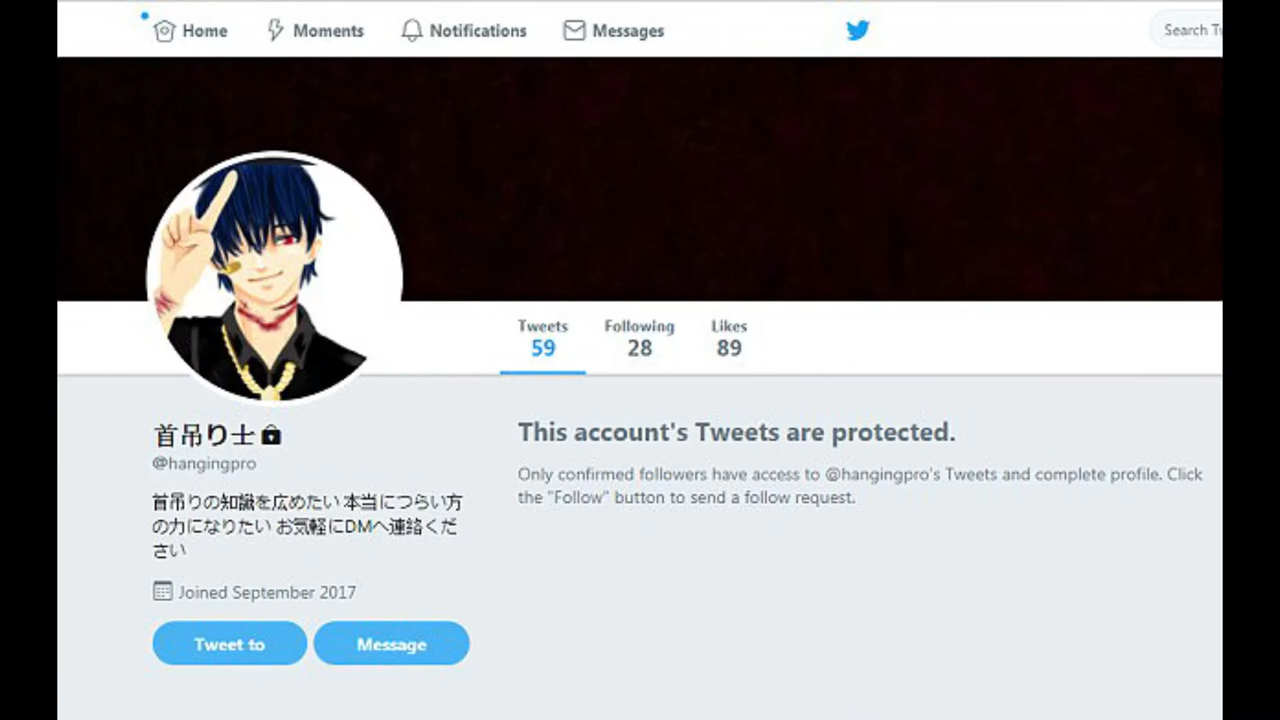 Home Moments Notifications Messages Search Tw
Tweets Following Likes
59 28 89
首吊り士
@hangingpro
首吊りの知識を広めたい 本当につらい方
の力になりたい お気軽にDMへ連絡くだ
さい
Joined September 2017
Tweet to Message
This account's Tweets are protected.
Only confirmed followers have access to @hangingpro's Tweets and complete profile. Click
the "Follow" button to send a follow request.